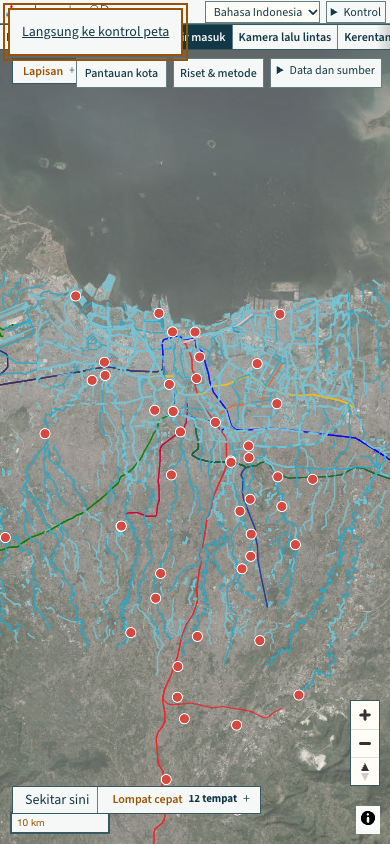 Bahasa Indonesia
Kontrol
Langsung ke kontrol peta
masuk
Kamera lalu lintas
Lapisan +
Pantauan kota
Riset & metode
Data dan sumber
Sekitar sini
Lompat cepat 12 tempat +
10 km